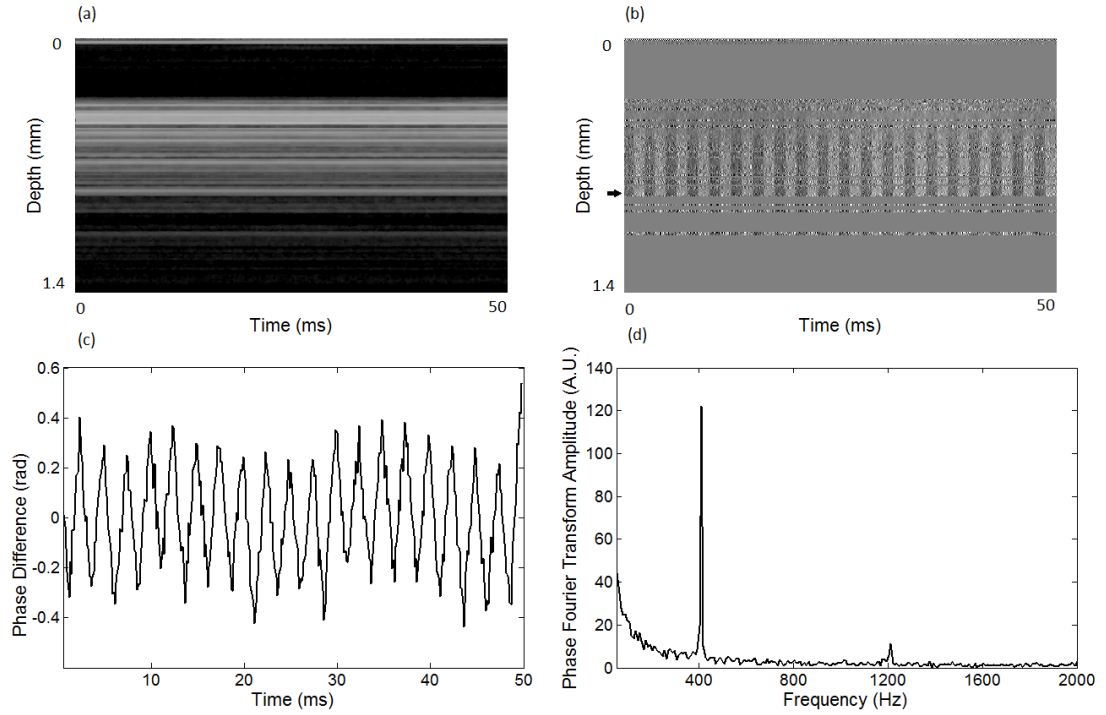 (a)
0
Depth (mm)
1.4
0
50
Time (ms)
(b)
0
Depth (mm)
1.4
0
50
Time (ms)
(c)
0.6
0.4
0.2
0
-0.2
-0.4
Phase Difference (rad)
10
20
30
40
50
Time (ms)
(d)
140
120
100
80
60
40
20
0
Phase Fourier Transform Amplitude (A.U.)
400
800
1200
1600
2000
Frequency (Hz)